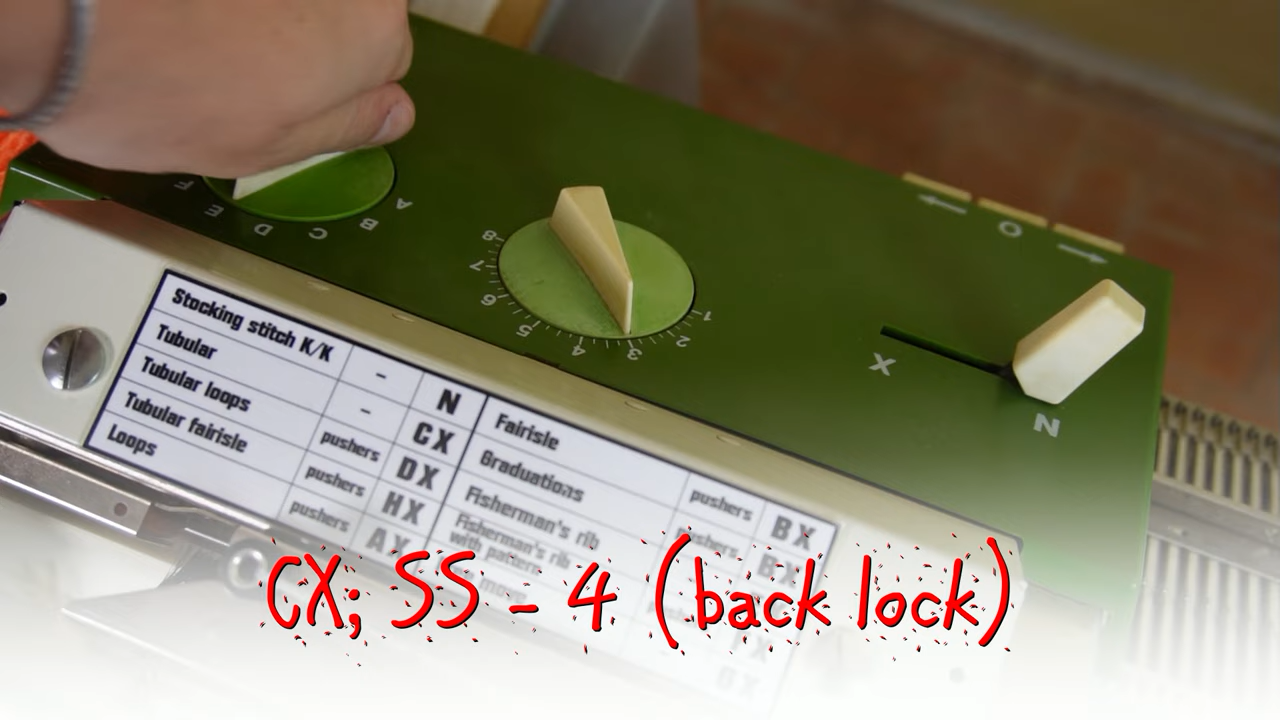 F E D C B A
8 7 6 5 4 3 2 1
← O →
X N
Stocking stitch K/K - N
Tubular - CX
Tubular loops pushers DX
Tubular fairisle pushers HX
Loops pushers AX
Fairisle pushers BX
Graduations pushers BX
Fisherman's rib
Fisherman's rib
with pattern
CX; SS - 4 (back lock)